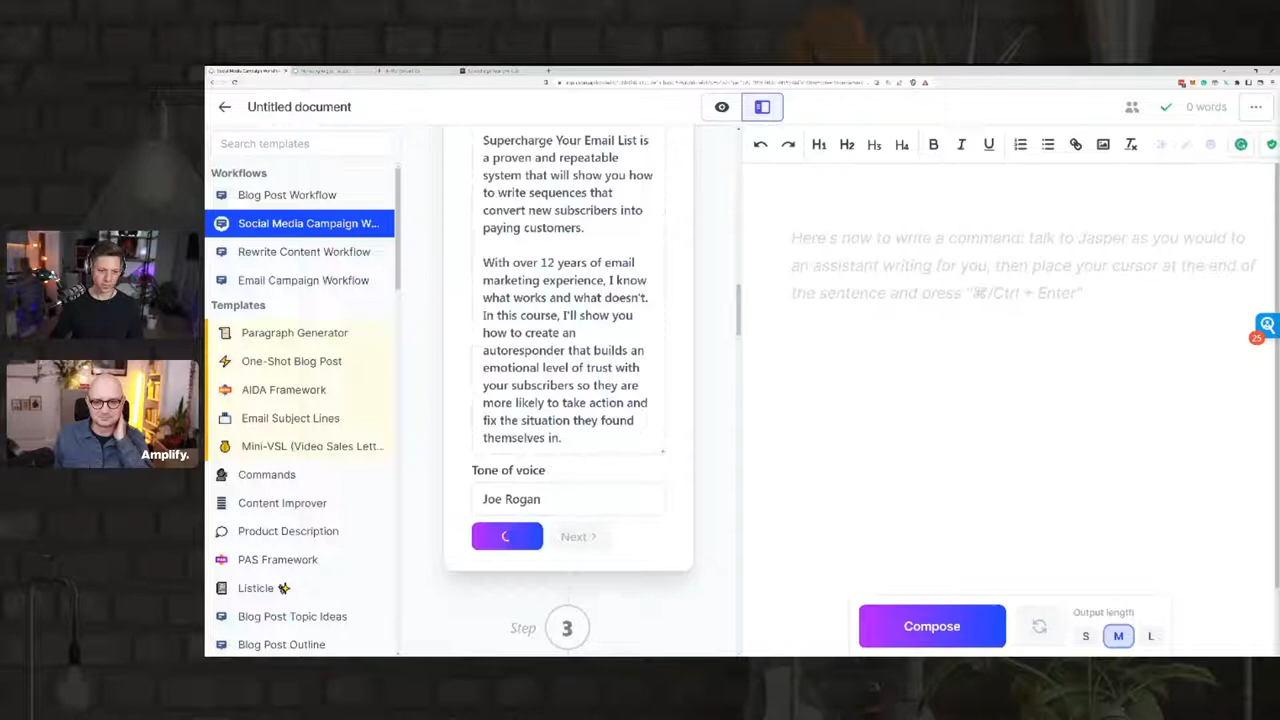 Untitled document
0 words
Search templates
Workflows
Blog Post Workflow
Social Media Campaign W...
Rewrite Content Workflow
Email Campaign Workflow
Templates
Paragraph Generator
One-Shot Blog Post
AIDA Framework
Email Subject Lines
Mini-VSL (Video Sales Lett...
Commands
Content Improver
Product Description
PAS Framework
Listicle
Blog Post Topic Ideas
Blog Post Outline
Supercharge Your Email List is
a proven and repeatable
system that will show you how
to write sequences that
convert new subscribers into
paying customers.
With over 12 years of email
marketing experience, I know
what works and what doesn't.
In this course, I'll show you
how to create an
autoresponder that builds an
emotional level of trust with
your subscribers so they are
more likely to take action and
fix the situation they found
themselves in.
Tone of voice
Joe Rogan
Next >
Step 3
H1 H2 H3 H4 B I U
Here's how to write a command: talk to Jasper as you would to
an assistant writing for you, then place your cursor at the end of
the sentence and press "⌘/Ctrl + Enter"
25
Compose
Output length
S M L
Amplify.